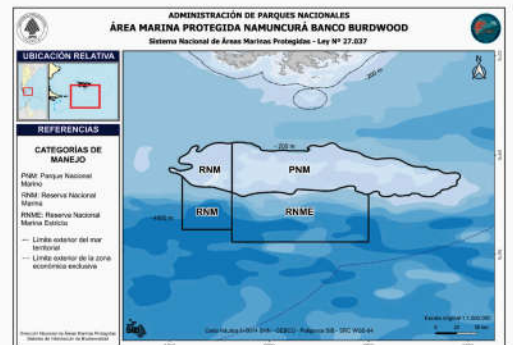 ADMINISTRACIÓN DE PARQUES NACIONALES
ÁREA MARINA PROTEGIDA NAMUNCURÁ BANCO BURDWOOD
Sistema Nacional de Áreas Marinas Protegidas - Ley Nº 27.037
UBICACIÓN RELATIVA
REFERENCIAS
CATEGORÍAS DE
MANEJO
PNM: Parque Nacional
Marino
RNM: Reserva Nacional
Marina
RNME: Reserva Nacional
Marina Estricta
Límite exterior del mar
territorial
Límite exterior de la zona
económica exclusiva
N
-200 m
-200 m
RNM
PNM
RNM
RNME